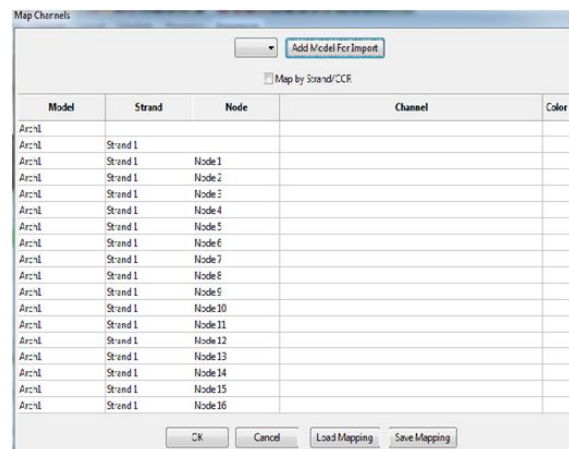 Map Channels
Add Model For Import
Map by Strand/CCR
Model Strand Node Channel Color
Arch1
Arch1 Strand 1
Arch1 Strand 1 Node 1
Arch1 Strand 1 Node 2
Arch1 Strand 1 Node 3
Arch1 Strand 1 Node 4
Arch1 Strand 1 Node 5
Arch1 Strand 1 Node 6
Arch1 Strand 1 Node 7
Arch1 Strand 1 Node 8
Arch1 Strand 1 Node 9
Arch1 Strand 1 Node 10
Arch1 Strand 1 Node 11
Arch1 Strand 1 Node 12
Arch1 Strand 1 Node 13
Arch1 Strand 1 Node 14
Arch1 Strand 1 Node 15
Arch1 Strand 1 Node 16
OK Cancel Load Mapping Save Mapping